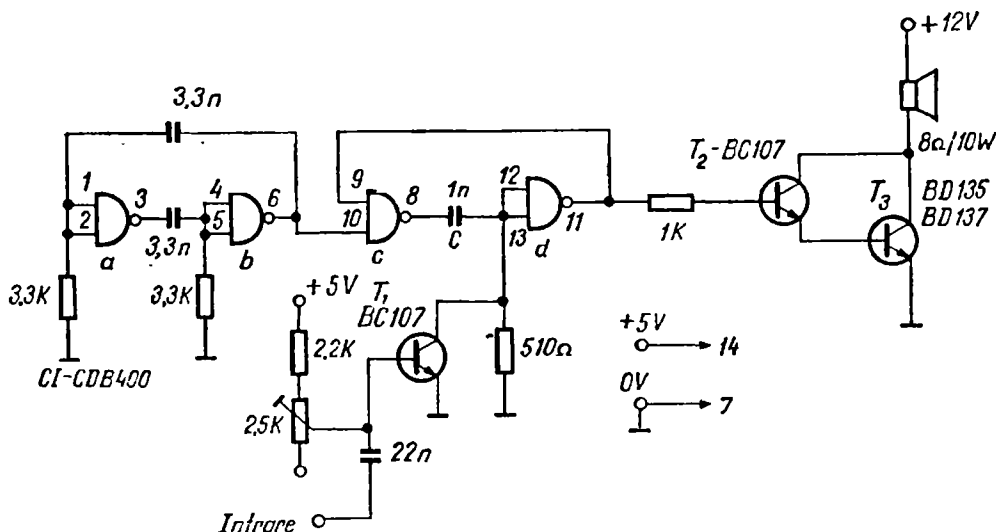 +12V
3,3n
8Ω/10W
T2-BC107
T3
BD135
BD137
1
2
3
4
5
6
9
10
8
1n
C
12
13
11
1K
3,3n
a
b
c
d
3,3K
3,3K
+5V
T1
BC107
510Ω
+5V
14
CI-CDB400
2,2K
0V
7
2,5K
22n
Intrare